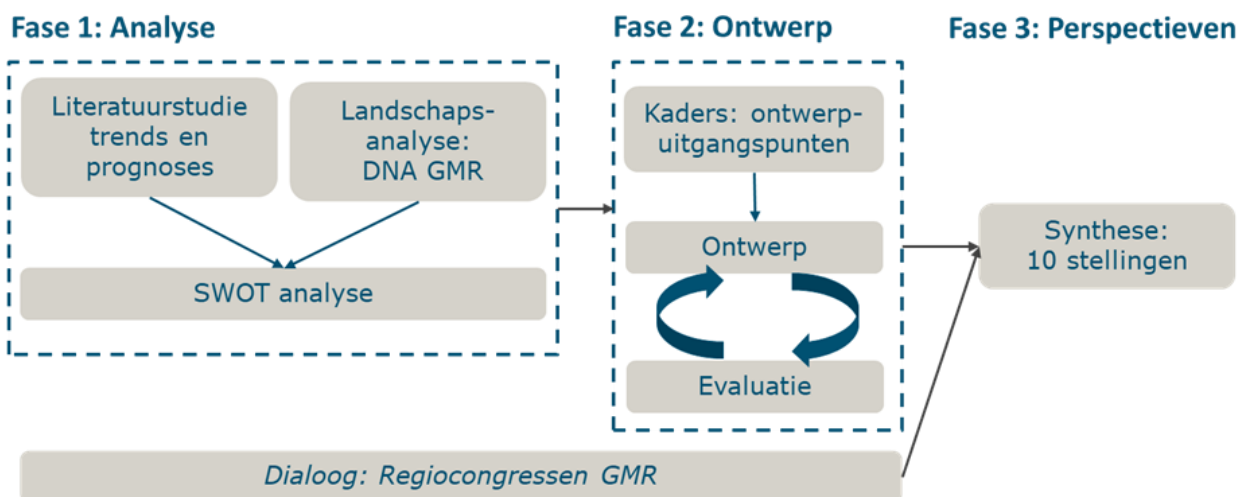 Fase 1: Analyse
Literatuurstudie
trends en
prognoses
Landschaps-
analyse:
DNA GMR
SWOT analyse
Fase 2: Ontwerp
Kaders: ontwerp-
uitgangspunten
Ontwerp
Evaluatie
Fase 3: Perspectieven
Synthese:
10 stellingen
Dialoog: Regiocongressen GMR